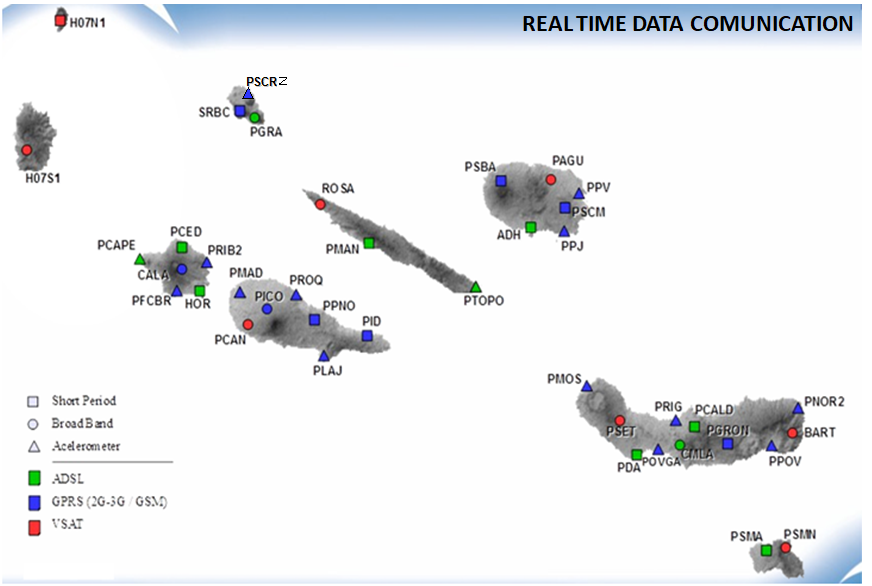 REAL TIME DATA COMUNICATION
H07N1
PSCRZ
SRBC
PGRA
H07S1
PSBA
PAGU
PPV
PSCM
ADH
PPJ
ROSA
PMAN
PTOPO
PCED
PCAPE
PRIB2
CALA
PFCBR
HOR
PMAD
PROQ
PICO
PPNO
PID
PCAN
PLAJ
PMOS
PRIG
PCALD
PNOR2
PSET
PGRON
BART
CMLA
PDA
POVGA
PPOV
PSMA
PSMN
Short Period
Broad Band
Acelerometer
ADSL
GPRS (2G-3G / GSM)
VSAT